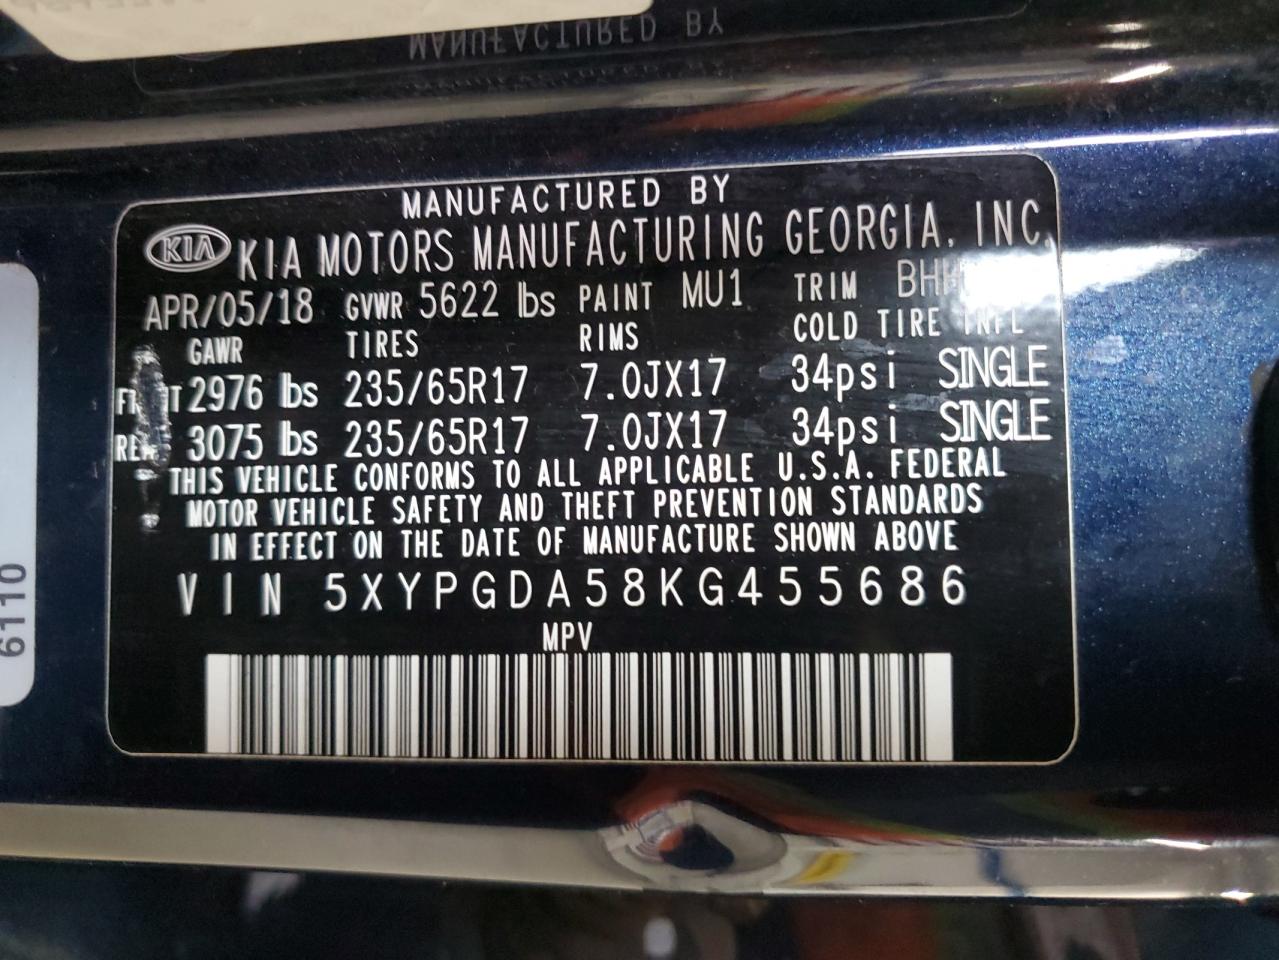 MANUFACTURED BY
MANUFACTURED BY
KIA KIA MOTORS MANUFACTURING GEORGIA, INC.
APR/05/18 GVWR 5622 lbs PAINT MU1 TRIM
GAWR TIRES RIMS COLD TIRE INFL
2976 lbs 235/65R17 7.0JX17 34psi SINGLE
3075 lbs 235/65R17 7.0JX17 34psi SINGLE
THIS VEHICLE CONFORMS TO ALL APPLICABLE U.S.A. FEDERAL
MOTOR VEHICLE SAFETY AND THEFT PREVENTION STANDARDS
IN EFFECT ON THE DATE OF MANUFACTURE SHOWN ABOVE
VIN 5XYPGDA58KG455686
MPV
6110